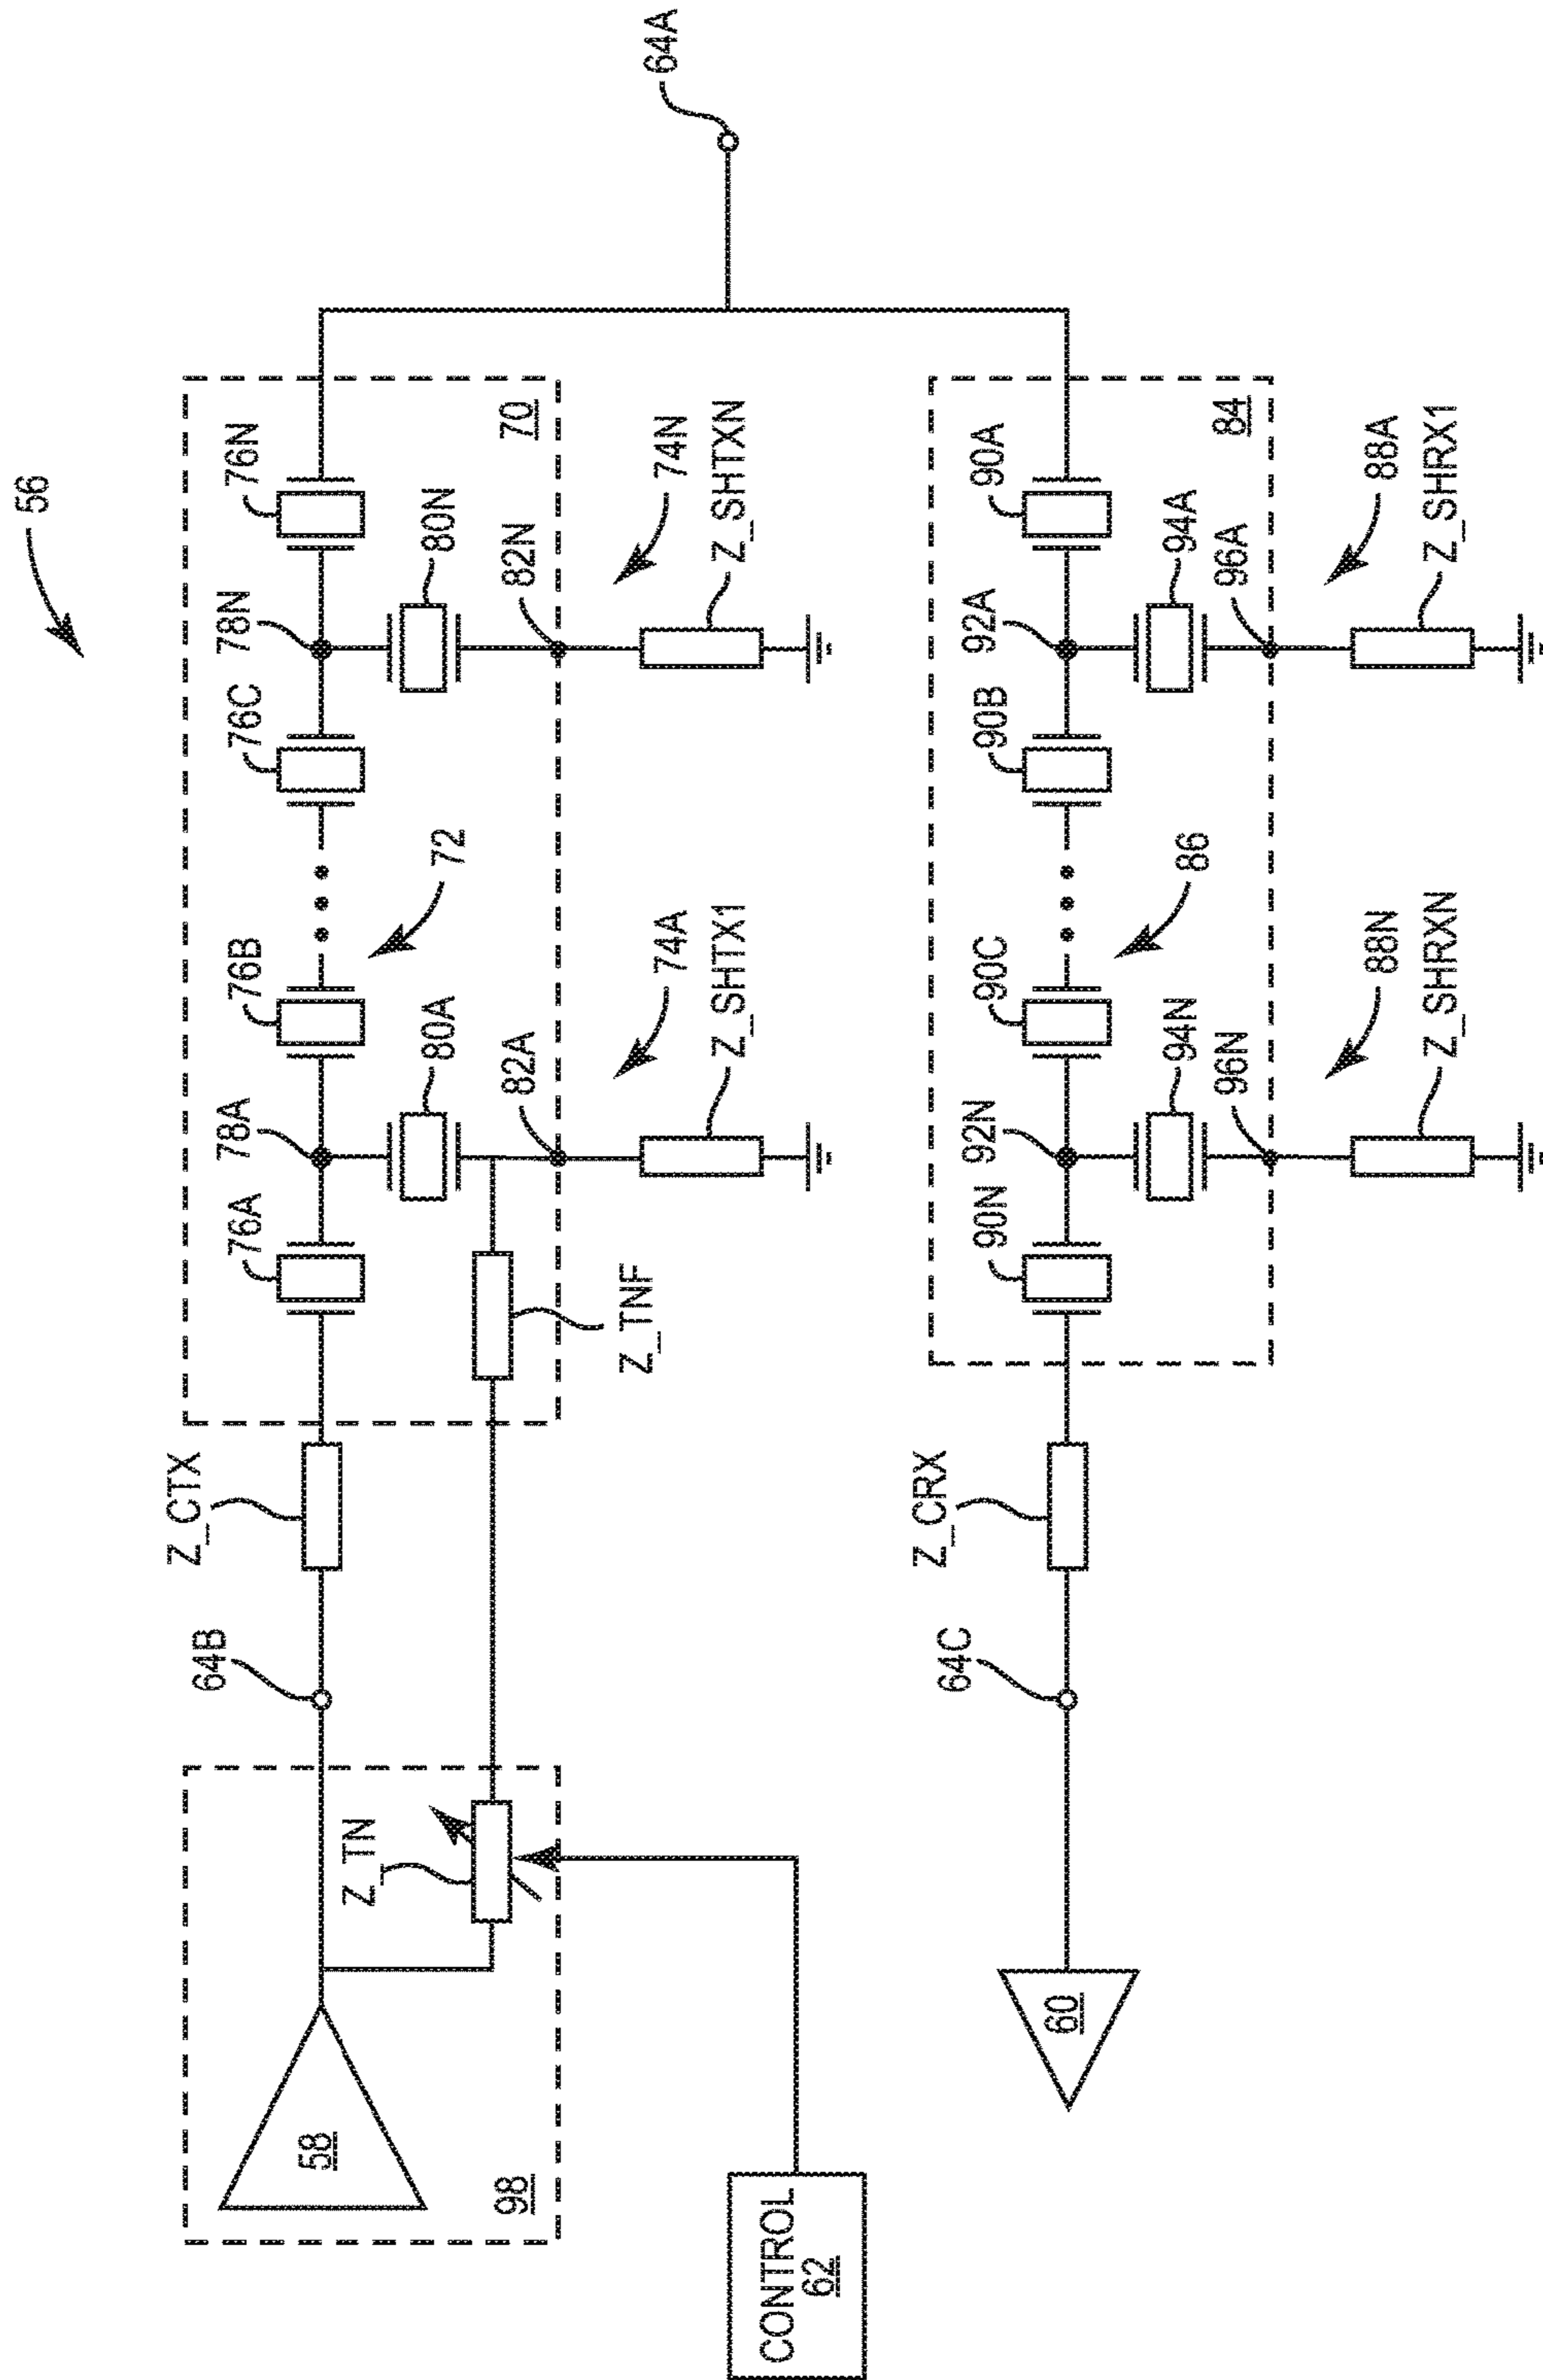 56
64A
76A
76B
76C
76N
78A
78N
72
80A
80N
70
82A
82N
74A
74N
Z_SHTX1
Z_SHTXN
Z_CTX
64B
Z_TN
Z_TNF
58
98
CONTROL
62
90N
90C
90B
90A
92N
92A
86
94N
94A
84
96N
96A
88N
88A
Z_SHRXN
Z_SHRX1
Z_CRX
64C
60